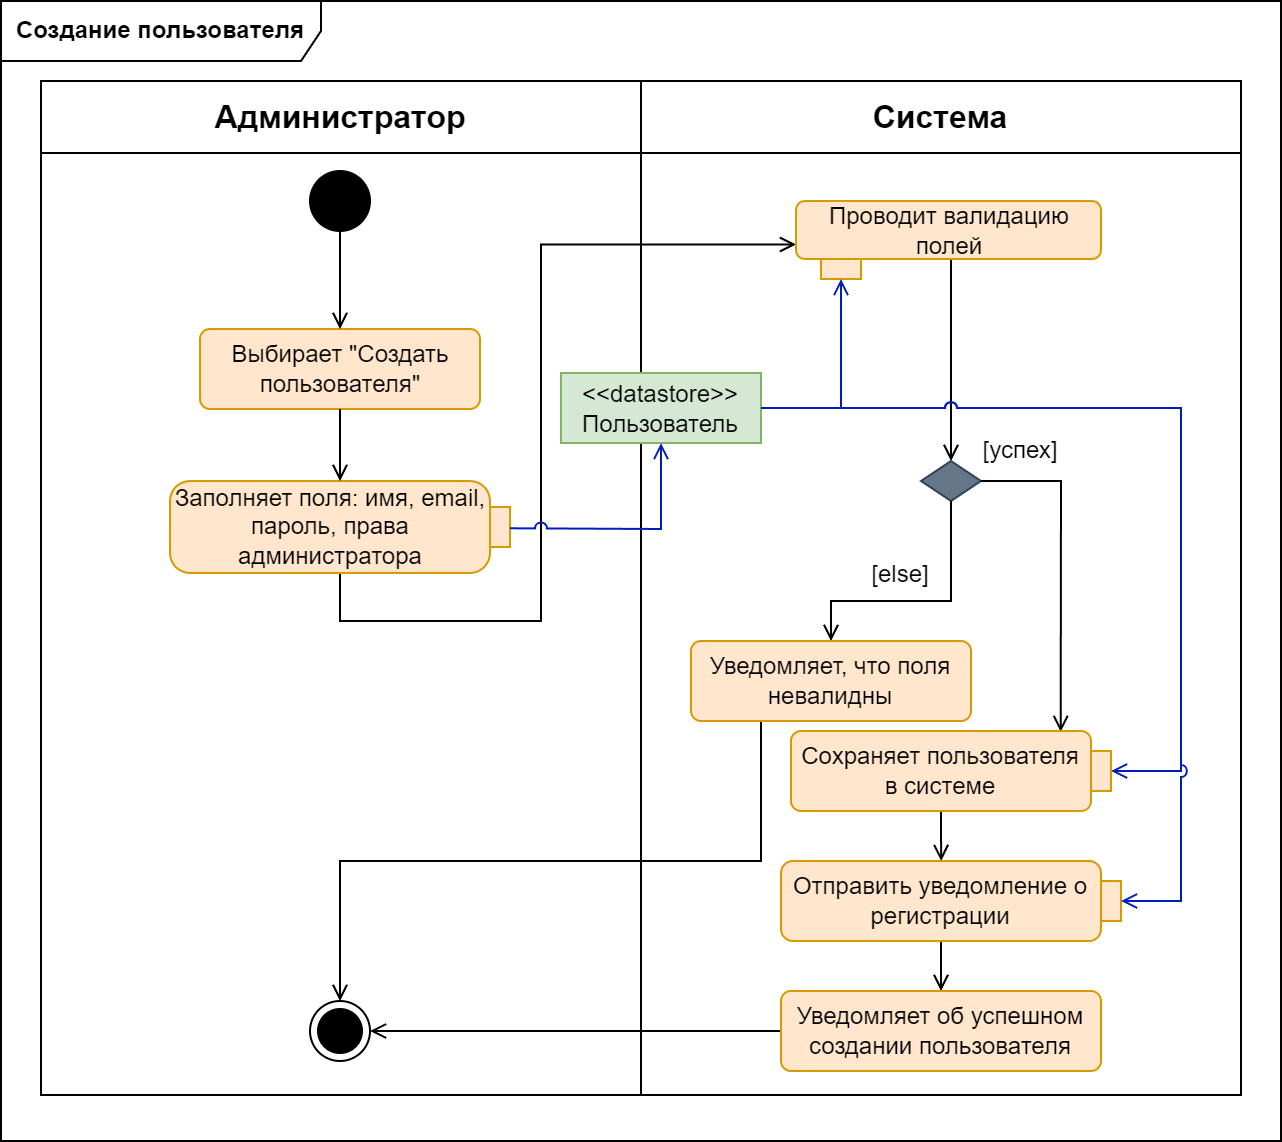 Создание пользователя
Администратор
Система
Проводит валидацию
полей
Выбирает "Создать
пользователя"
<<datastore>>
Пользователь
[успех]
Заполняет поля: имя, email,
пароль, права
администратора
[else]
Уведомляет, что поля
невалидны
Сохраняет пользователя
в системе
Отправить уведомление о
регистрации
Уведомляет об успешном
создании пользователя